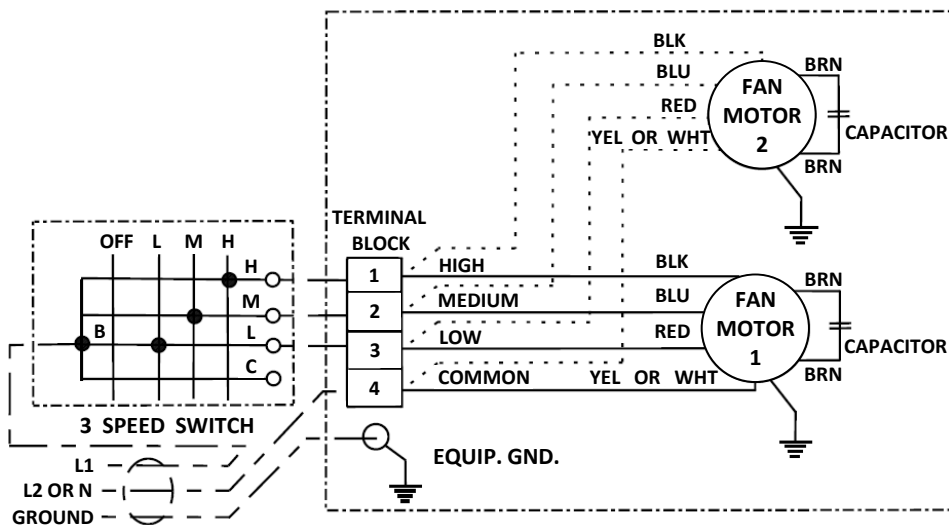 BLK
BLU
RED
YEL OR WHT
FAN
MOTOR
2
BRN
CAPACITOR
BRN
TERMINAL
BLOCK
1
2
3
4
HIGH
MEDIUM
LOW
COMMON
BLK
BLU
RED
YEL OR WHT
FAN
MOTOR
1
BRN
CAPACITOR
BRN
OFF L M H
H
M
B
L
C
3 SPEED SWITCH
L1
L2 OR N
GROUND
EQUIP. GND.